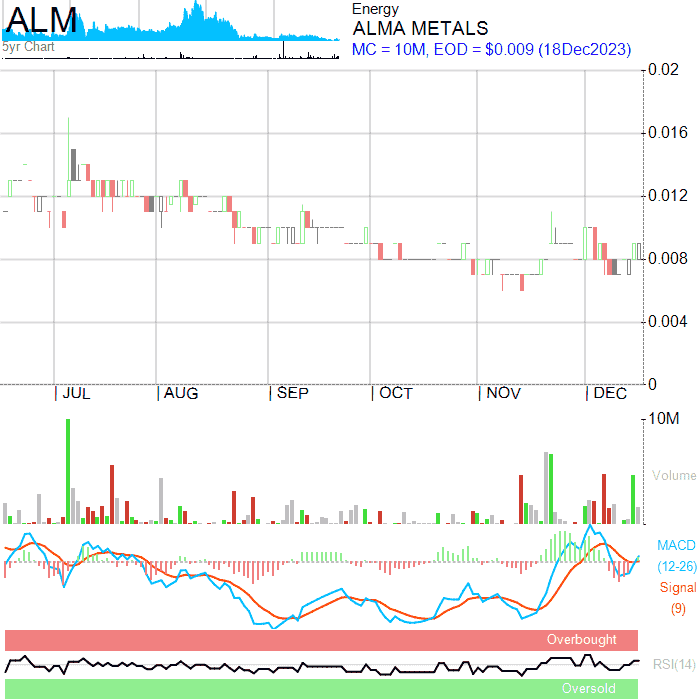 ALM
5yr Chart
Energy
ALMA METALS
MC = 10M, EOD = $0.009 (18Dec2023)
0.02
0.016
0.012
0.008
0.004
0
JUL AUG SEP OCT NOV DEC
10M
Volume
MACD
(12-26)
Signal
(9)
Overbought
RSI(14)
Oversold